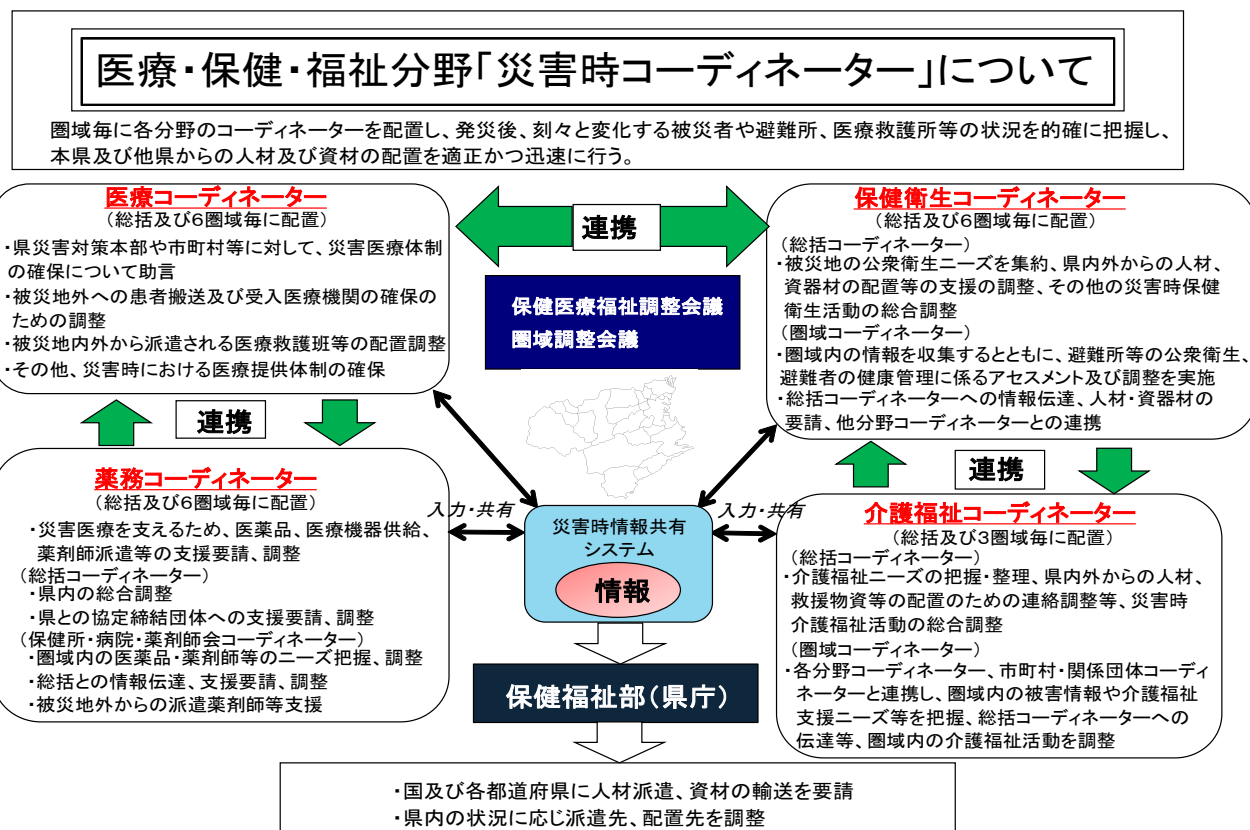 医療・保健・福祉分野「災害時コーディネーター」について
圏域毎に各分野のコーディネーターを配置し、発災後、刻々と変化する被災者や避難所、医療救護所等の状況を的確に把握し、
本県及び他県からの人材及び資材の配置を適正かつ迅速に行う。
医療コーディネーター
（総括及び6圏域毎に配置）
・県災害対策本部や市町村等に対して、災害医療体制
の確保について助言
・被災地外への患者搬送及び受入医療機関の確保の
ための調整
・被災地内外から派遣される医療救護班等の配置調整
・その他、災害時における医療提供体制の確保
連携
保健医療福祉調整会議
圏域調整会議
保健衛生コーディネーター
（総括及び6圏域毎に配置）
（総括コーディネーター）
・被災地の公衆衛生ニーズを集約、県内外からの人材、
資器材の配置等の支援の調整、その他の災害時保健
衛生活動の総合調整
（圏域コーディネーター）
・圏域内の情報を収集するとともに、避難所等の公衆衛生、
避難者の健康管理に係るアセスメント及び調整を実施
・総括コーディネーターへの情報伝達、人材・資器材の
要請、他分野コーディネーターとの連携
連携
連携
薬務コーディネーター
（総括及び6圏域毎に配置）
・災害医療を支えるため、医薬品、医療機器供給、
薬剤師派遣等の支援要請、調整
（総括コーディネーター）
・県内の総合調整
・県との協定締結団体への支援要請、調整
（保健所・病院・薬剤師会コーディネーター）
・圏域内の医薬品・薬剤師等のニーズ把握、調整
・総括との情報伝達、支援要請、調整
・被災地外からの派遣薬剤師等支援
入力・共有
災害時情報共有
システム
情報
入力・共有
介護福祉コーディネーター
（総括及び3圏域毎に配置）
（総括コーディネーター）
・介護福祉ニーズの把握・整理、県内外からの人材、
救援物資等の配置のための連絡調整等、災害時
介護福祉活動の総合調整
（圏域コーディネーター）
・各分野コーディネーター、市町村・関係団体コーディ
ネーターと連携し、圏域内の被害情報や介護福祉
支援ニーズ等を把握、総括コーディネーターへの
伝達等、圏域内の介護福祉活動を調整
保健福祉部（県庁）
・国及び各都道府県に人材派遣、資材の輸送を要請
・県内の状況に応じ派遣先、配置先を調整